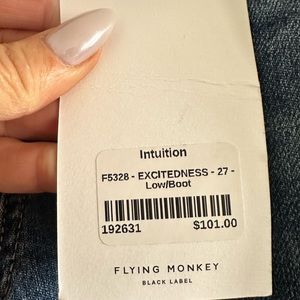 Intuition
F5328 - EXCITEDNESS - 27 -
Low/Boot
192631 $101.00
FLYING MONKEY
BLACK LABEL